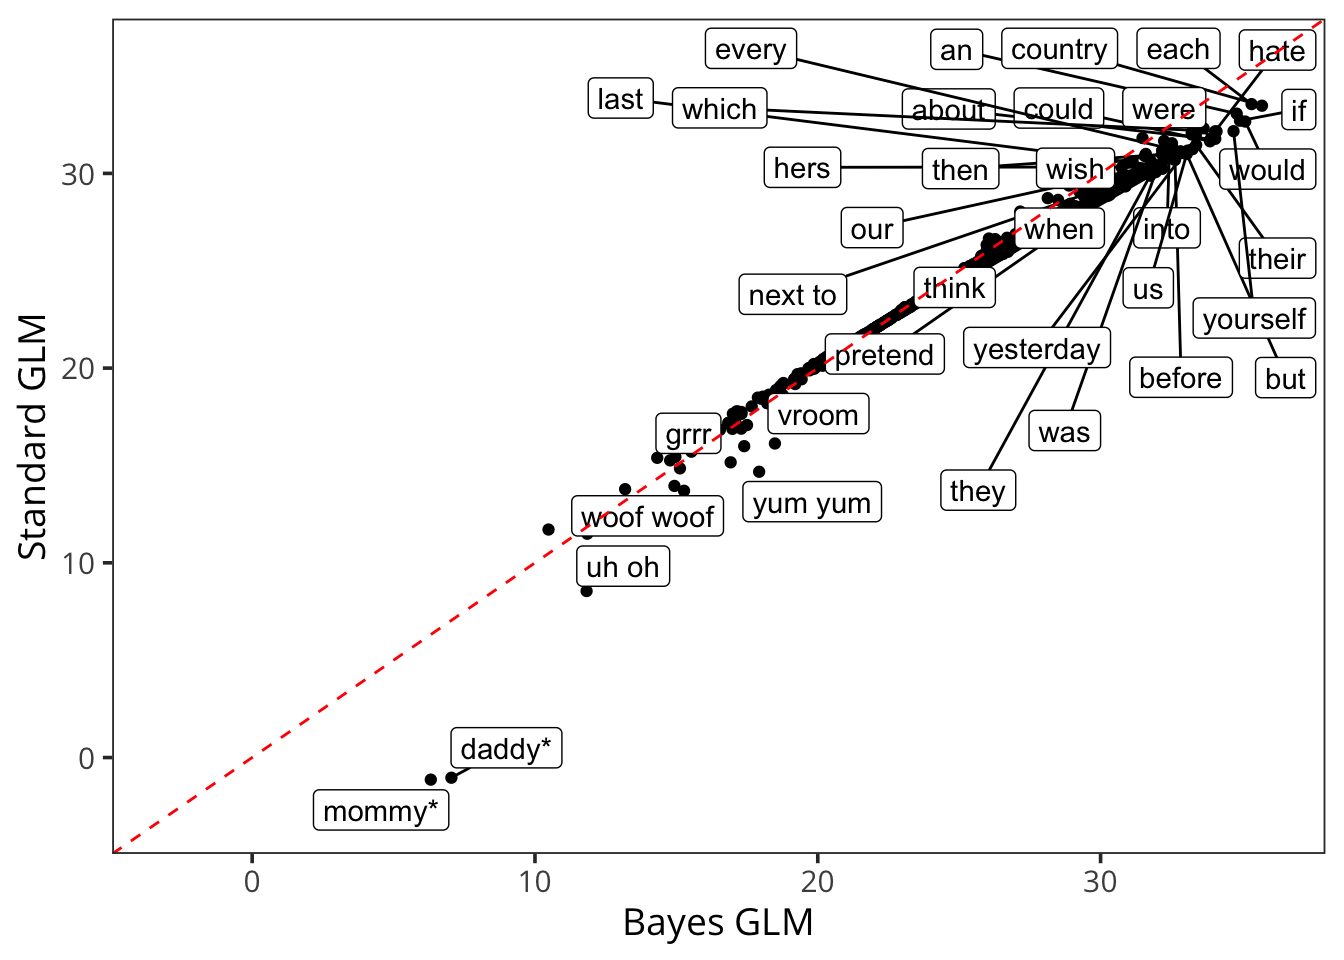 every
an
country
each
hate
last
which
about
could
were
if
hers
then
wish
would
our
when
into
their
next to
think
us
yourself
pretend
yesterday
before
but
vroom
grrr
was
yum yum
they
woof woof
uh oh
daddy*
mommy*
30
20
10
0
Standard GLM
0
10
20
30
Bayes GLM